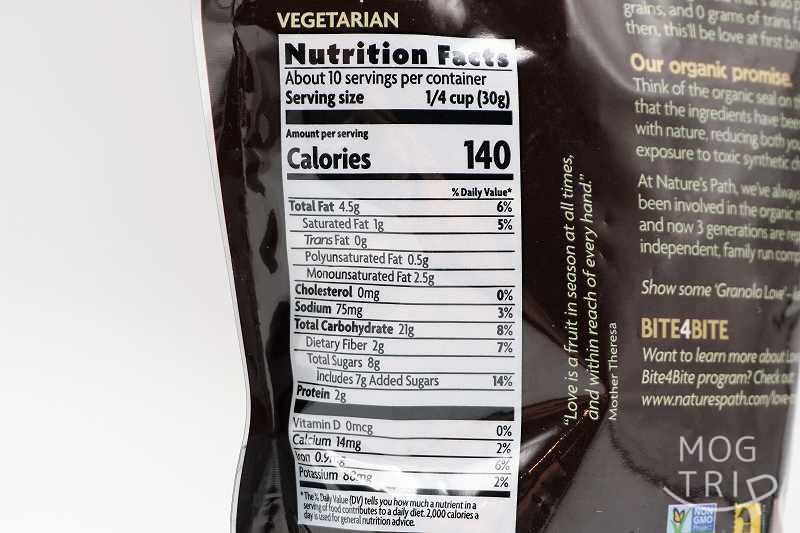 VEGETARIAN
Nutrition Facts
About 10 servings per container
Serving size 1/4 cup (30g)
Amount per serving
Calories 140
% Daily Value*
Total Fat 4.5g 6%
Saturated Fat 1g 5%
Trans Fat 0g
Polyunsaturated Fat 0.5g
Monounsaturated Fat 2.5g
Cholesterol 0mg 0%
Sodium 75mg 3%
Total Carbohydrate 21g 8%
Dietary Fiber 2g 7%
Total Sugars 8g
Includes 7g Added Sugars 14%
Protein 2g
Vitamin D 0mcg 0%
Calcium 14mg 2%
Iron 0.9mg 6%
Potassium 2%
*The % Daily Value (DV) tells you how much a nutrient in a
serving of food contributes to a daily diet. 2,000 calories a
day is used for general nutrition advice.
"Love is a fruit in season at all times,
and within reach of every hand."
Mother Theresa
grains, and 0 grams of trans
then, this'll be love at first
Our organic promise.
Think of the organic seal on
that the ingredients have
with nature, reducing both
exposure to toxic synthetic
At Nature's Path, we've
been involved in the organic
and now 3 generations are
independent, family run
Show some 'Granola Love'
BITE4BITE
Want to learn more about
Bite4Bite program? Check out
www.naturespath.com/love
MOG
TRIP
NON
GMO